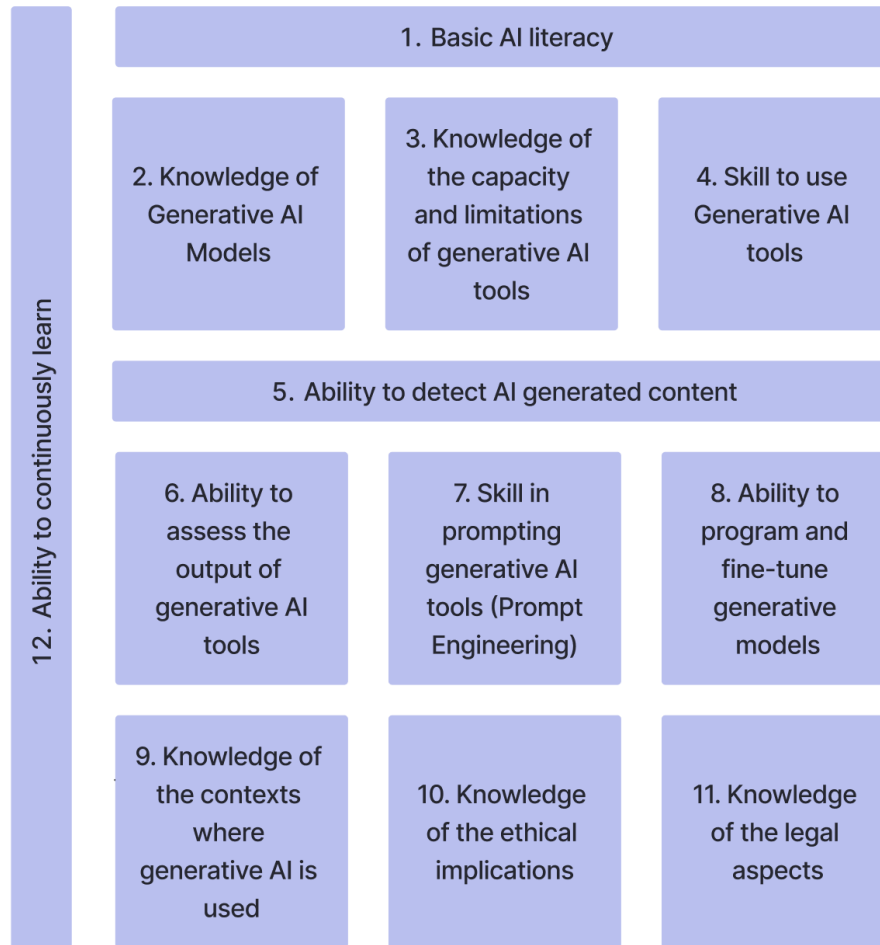 1. Basic AI literacy
2. Knowledge of
Generative AI
Models
3. Knowledge of
the capacity
and limitations
of generative AI
tools
4. Skill to use
Generative AI
tools
5. Ability to detect AI generated content
6. Ability to
assess the
output of
generative AI
tools
7. Skill in
prompting
generative AI
tools (Prompt
Engineering)
8. Ability to
program and
fine-tune
generative
models
9. Knowledge of
the contexts
where
generative AI is
used
10. Knowledge
of the ethical
implications
11. Knowledge
of the legal
aspects
12. Ability to continuously learn